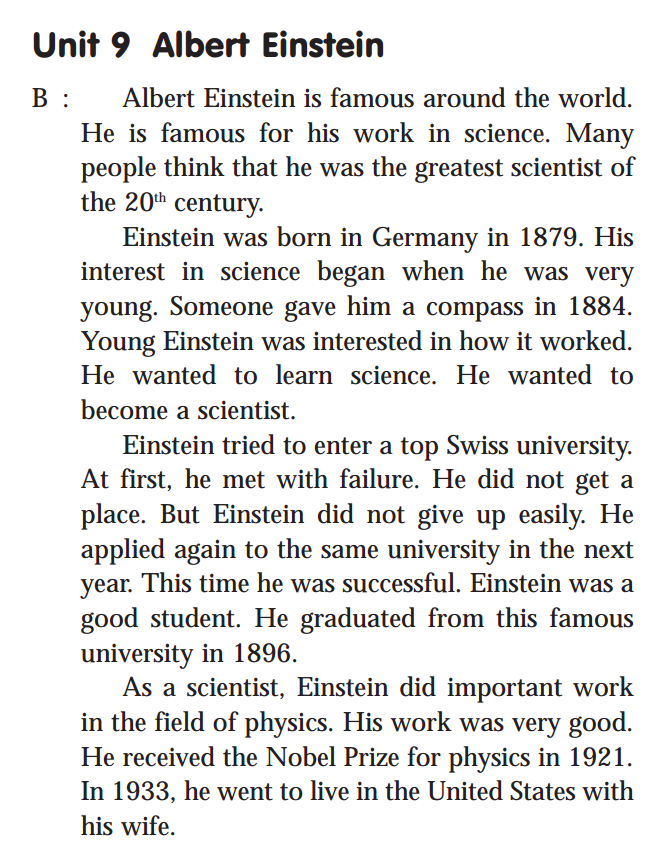 Unit 9 Albert Einstein
B : Albert Einstein is famous around the world.
He is famous for his work in science. Many
people think that he was the greatest scientist of
the 20th century.
Einstein was born in Germany in 1879. His
interest in science began when he was very
young. Someone gave him a compass in 1884.
Young Einstein was interested in how it worked.
He wanted to learn science. He wanted to
become a scientist.
Einstein tried to enter a top Swiss university.
At first, he met with failure. He did not get a
place. But Einstein did not give up easily. He
applied again to the same university in the next
year. This time he was successful. Einstein was a
good student. He graduated from this famous
university in 1896.
As a scientist, Einstein did important work
in the field of physics. His work was very good.
He received the Nobel Prize for physics in 1921.
In 1933, he went to live in the United States with
his wife.